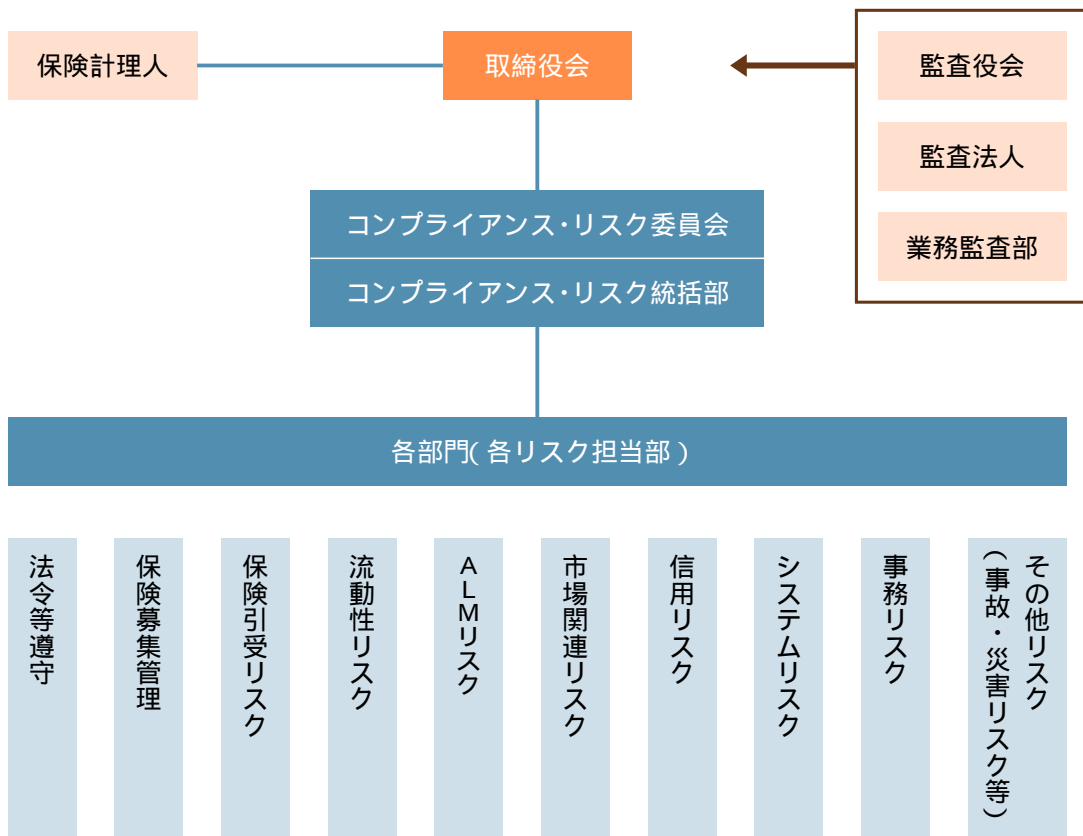 保険計理人
取締役会
監査役会
監査法人
業務監査部
コンプライアンス・リスク委員会
コンプライアンス・リスク統括部
各部門(各リスク担当部)
法令等遵守
保険募集管理
保険引受リスク
流動性リスク
ALMリスク
市場関連リスク
信用リスク
システムリスク
事務リスク
その他リスク
(事故・災害リスク等)